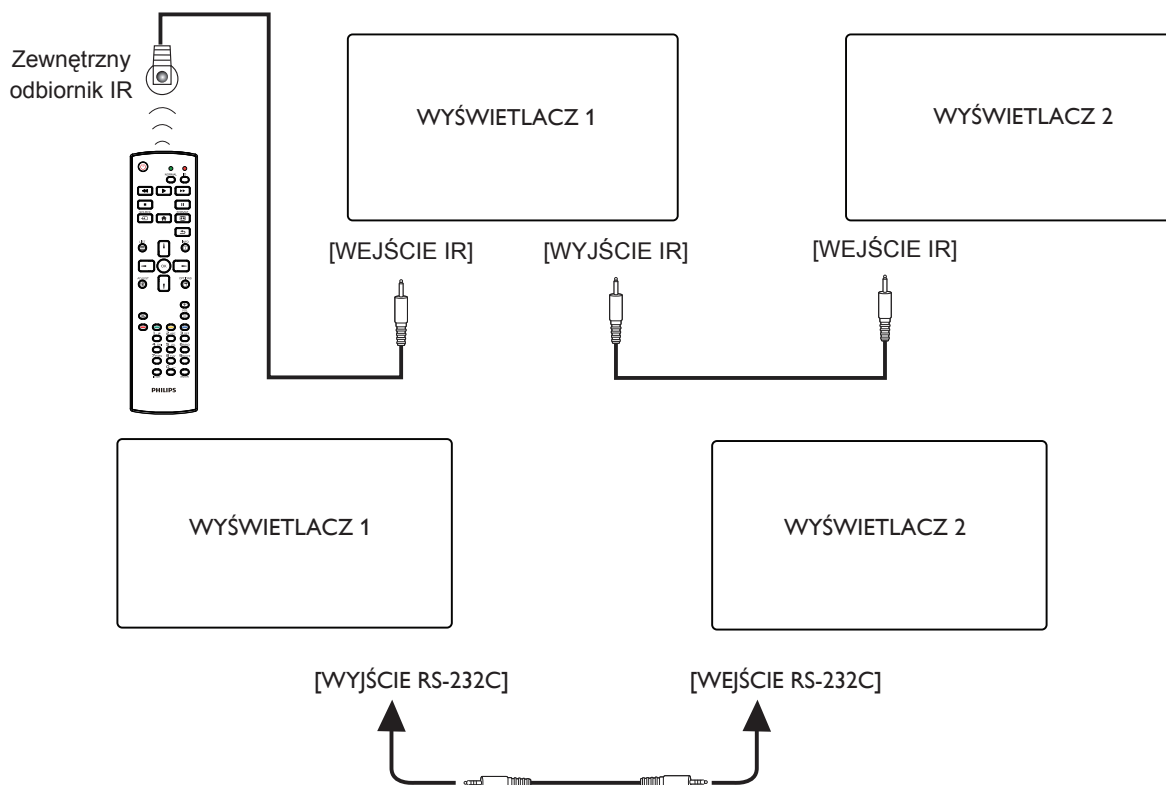 Zewnętrzny
odbiornik IR
WYŚWIETLACZ 1
WYŚWIETLACZ 2
[WEJŚCIE IR]
[WYJŚCIE IR]
[WEJŚCIE IR]
PHILIPS
WYŚWIETLACZ 1
WYŚWIETLACZ 2
[WYJŚCIE RS-232C]
[WEJŚCIE RS-232C]